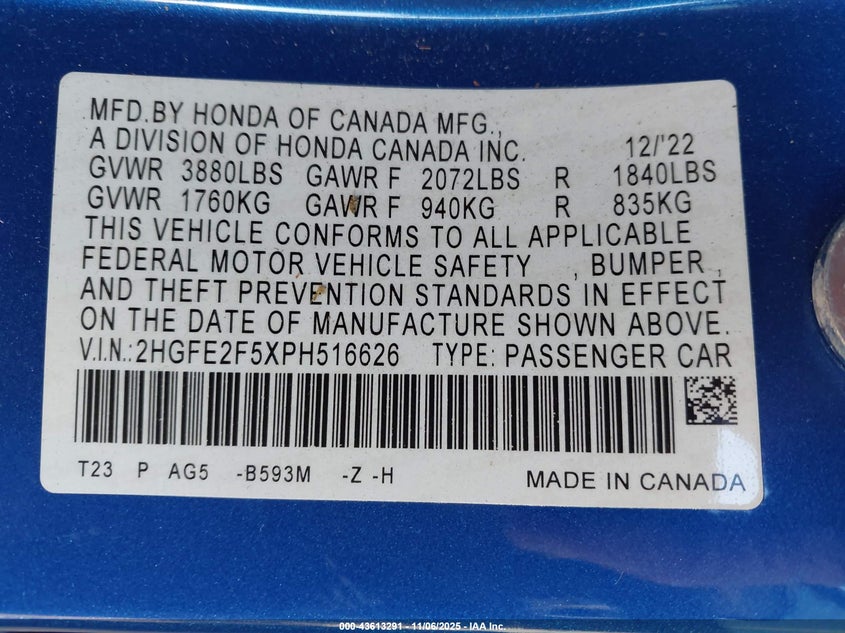 MFD.BY HONDA OF CANADA MFG.,
A DIVISION OF HONDA CANADA INC. 12/'22
GVWR 3880LBS GAWR F 2072LBS R 1840LBS
GVWR 1760KG GAWR F 940KG R 835KG
THIS VEHICLE CONFORMS TO ALL APPLICABLE
FEDERAL MOTOR VEHICLE SAFETY , BUMPER ,
AND THEFT PREVENTION STANDARDS IN EFFECT
ON THE DATE OF MANUFACTURE SHOWN ABOVE.
V.I.N.:2HGFE2F5XPH516626 TYPE: PASSENGER CAR
T23 P AG5 -B593M -Z -H MADE IN CANADA
000-43613291 - 11/06/2025 - IAA Inc.